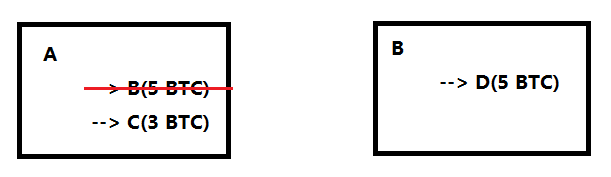 A
--> B(5 BTC)
--> C(3 BTC)
B
--> D(5 BTC)